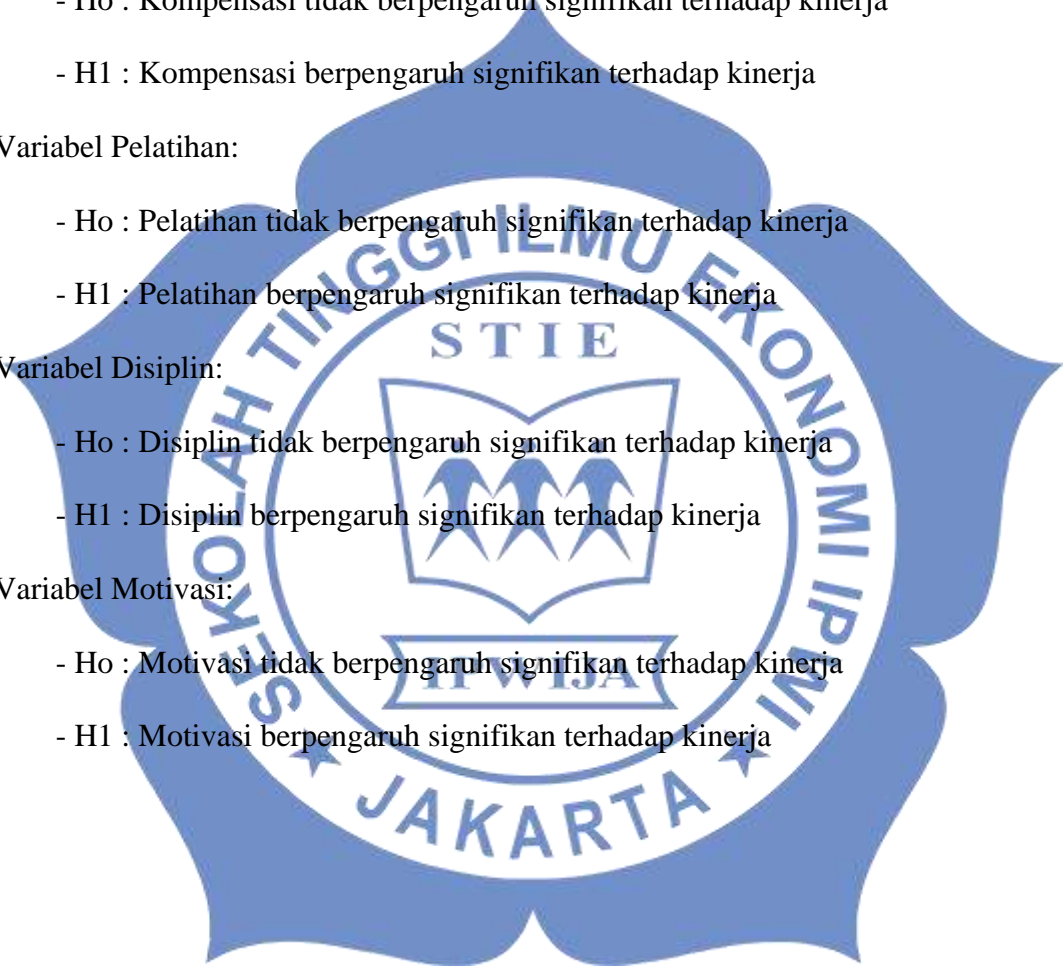 - Ho : Kompensasi tidak berpengaruh signifikan terhadap kinerja
- H1 : Kompensasi berpengaruh signifikan terhadap kinerja
Variabel Pelatihan:
- Ho : Pelatihan tidak berpengaruh signifikan terhadap kinerja
- H1 : Pelatihan berpengaruh signifikan terhadap kinerja
Variabel Disiplin:
- Ho : Disiplin tidak berpengaruh signifikan terhadap kinerja
- H1 : Disiplin berpengaruh signifikan terhadap kinerja
Variabel Motivasi:
- Ho : Motivasi tidak berpengaruh signifikan terhadap kinerja
- H1 : Motivasi berpengaruh signifikan terhadap kinerja
SEKOLAH TINGGI ILMU EKONOMI IPWI
STIE
IPWIJA
JAKARTA